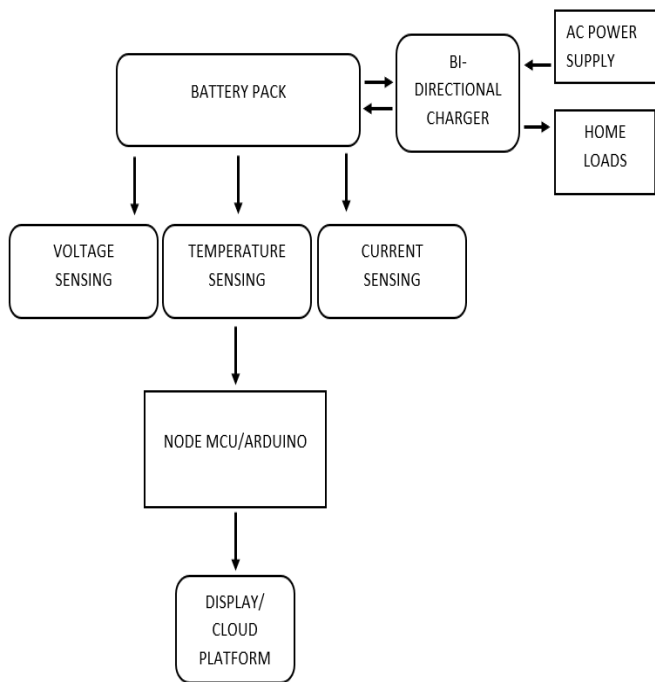 BATTERY PACK
BI-
DIRECTIONAL
CHARGER
AC POWER
SUPPLY
HOME
LOADS
VOLTAGE
SENSING
TEMPERATURE
SENSING
CURRENT
SENSING
NODE MCU/ARDUINO
DISPLAY/
CLOUD
PLATFORM